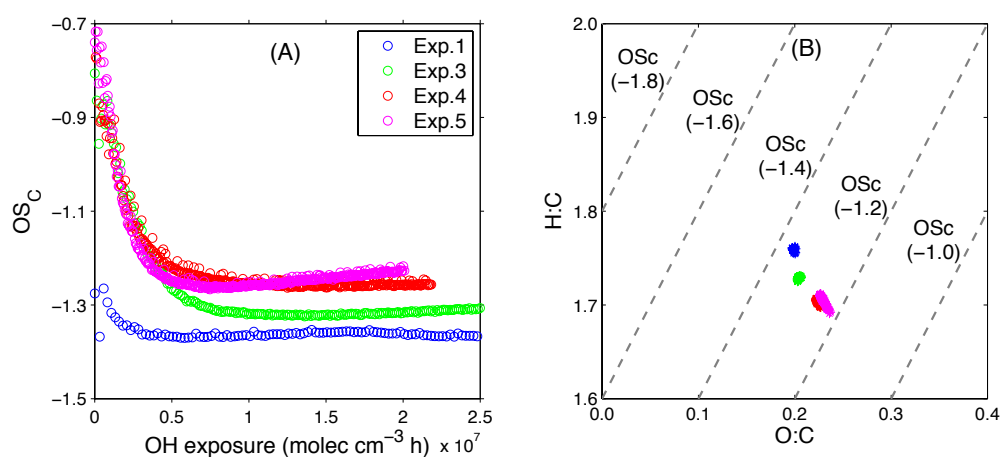 (A)
Exp.1
Exp.3
Exp.4
Exp.5
−0.7
−0.9
−1.1
−1.3
−1.5
OS_C
0
0.5
1
1.5
2
2.5
OH exposure (molec cm⁻³ h)
× 10⁷
(B)
OSc
(−1.8)
OSc
(−1.6)
OSc
(−1.4)
OSc
(−1.2)
OSc
(−1.0)
2.0
1.9
1.8
1.7
1.6
H:C
0.0
0.1
0.2
0.3
0.4
O:C